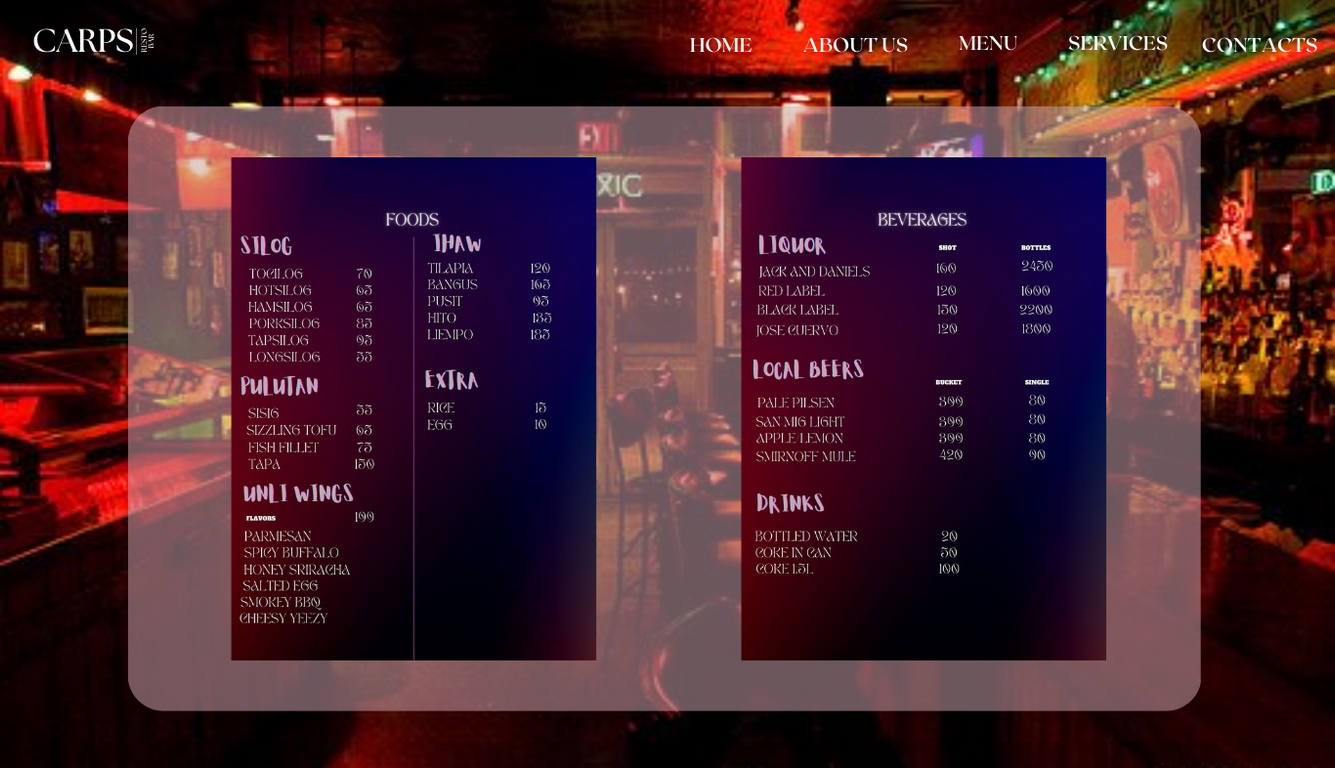 CARPS RESTO BAR
HOME ABOUT US MENU SERVICES CONTACTS
EXIT
FOODS
SILOG
TOCILOG 70
HOTSILOG 65
HAMSILOG 65
PORKSILOG 85
TAPSILOG 95
LONGSILOG 55
PULUTAN
SISIG 55
SIZZLING TOFU 65
FISH FILLET 75
TAPA 150
UNLI WINGS
FLAVORS 199
PARMESAN
SPICY BUFFALO
HONEY SRIRACHA
SALTED EGG
SMOKEY BBQ
CHEESY YEEZY
IHAW
TILAPIA 120
BANGUS 165
PUSIT 95
HITO 185
LIEMPO 185
EXTRA
RICE 15
EGG 10
BEVERAGES
LIQUOR SHOT BOTTLES
JACK AND DANIELS 160 2450
RED LABEL 120 1600
BLACK LABEL 150 2200
JOSE CUERVO 120 1800
LOCAL BEERS
BUCKET SINGLE
PALE PILSEN 399 80
SAN MIG LIGHT 399 80
APPLE LEMON 399 80
SMIRNOFF MULE 420 90
DRINKS
BOTTLED WATER 20
COKE IN CAN 50
COKE 1.5L 100